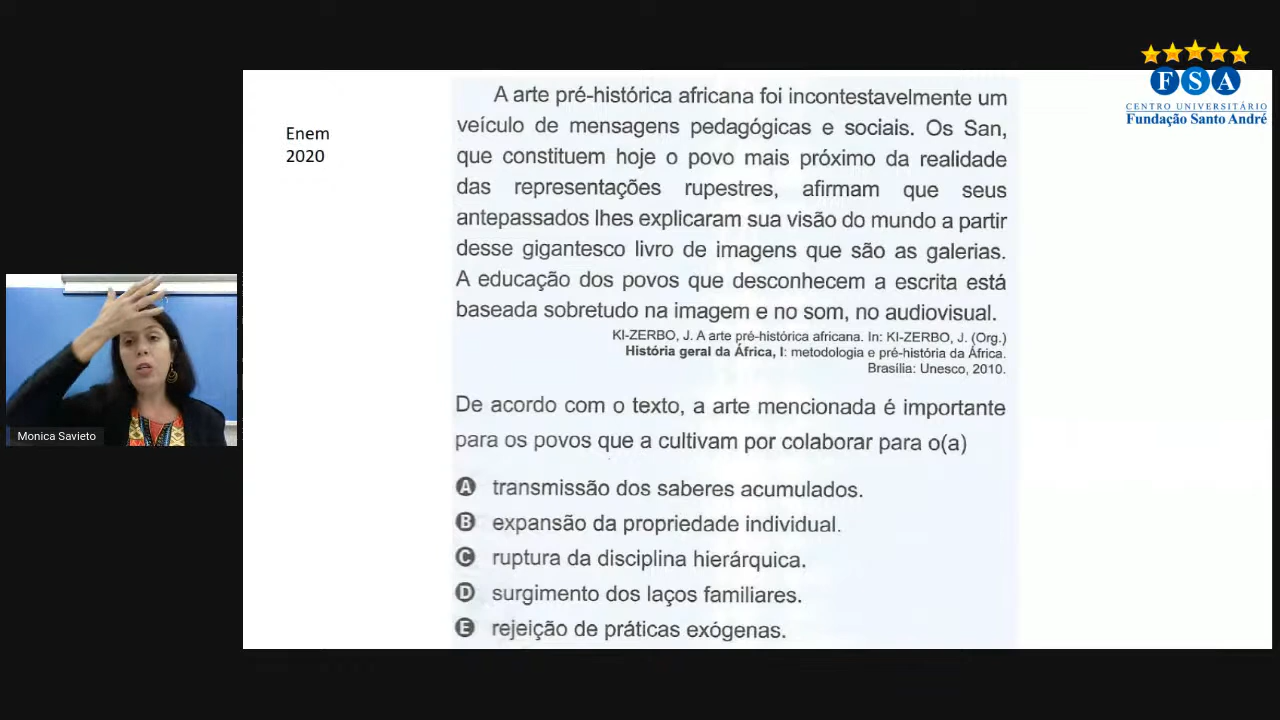 Enem
2020
A arte pré-histórica africana foi incontestavelmente um
veículo de mensagens pedagógicas e sociais. Os San,
que constituem hoje o povo mais próximo da realidade
das representações rupestres, afirmam que seus
antepassados lhes explicaram sua visão do mundo a partir
desse gigantesco livro de imagens que são as galerias.
A educação dos povos que desconhecem a escrita está
baseada sobretudo na imagem e no som, no audiovisual.
KI-ZERBO, J. A arte pré-histórica africana. In: KI-ZERBO, J. (Org.)
História geral da África, I: metodologia e pré-história da África.
Brasília: Unesco, 2010.
De acordo com o texto, a arte mencionada é importante
para os povos que a cultivam por colaborar para o(a)
A transmissão dos saberes acumulados.
B expansão da propriedade individual.
C ruptura da disciplina hierárquica.
D surgimento dos laços familiares.
E rejeição de práticas exógenas.
FSA
CENTRO UNIVERSITÁRIO
Fundação Santo André
Monica Savieto